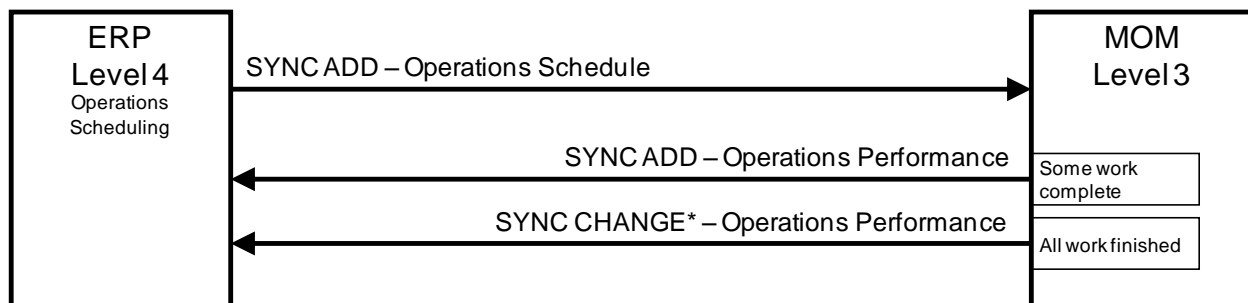 ERP
Level 4
Operations
Scheduling
SYNC ADD – Operations Schedule
MOM
Level 3
SYNC ADD – Operations Performance
Some work
complete
SYNC CHANGE* – Operations Performance
All work finished